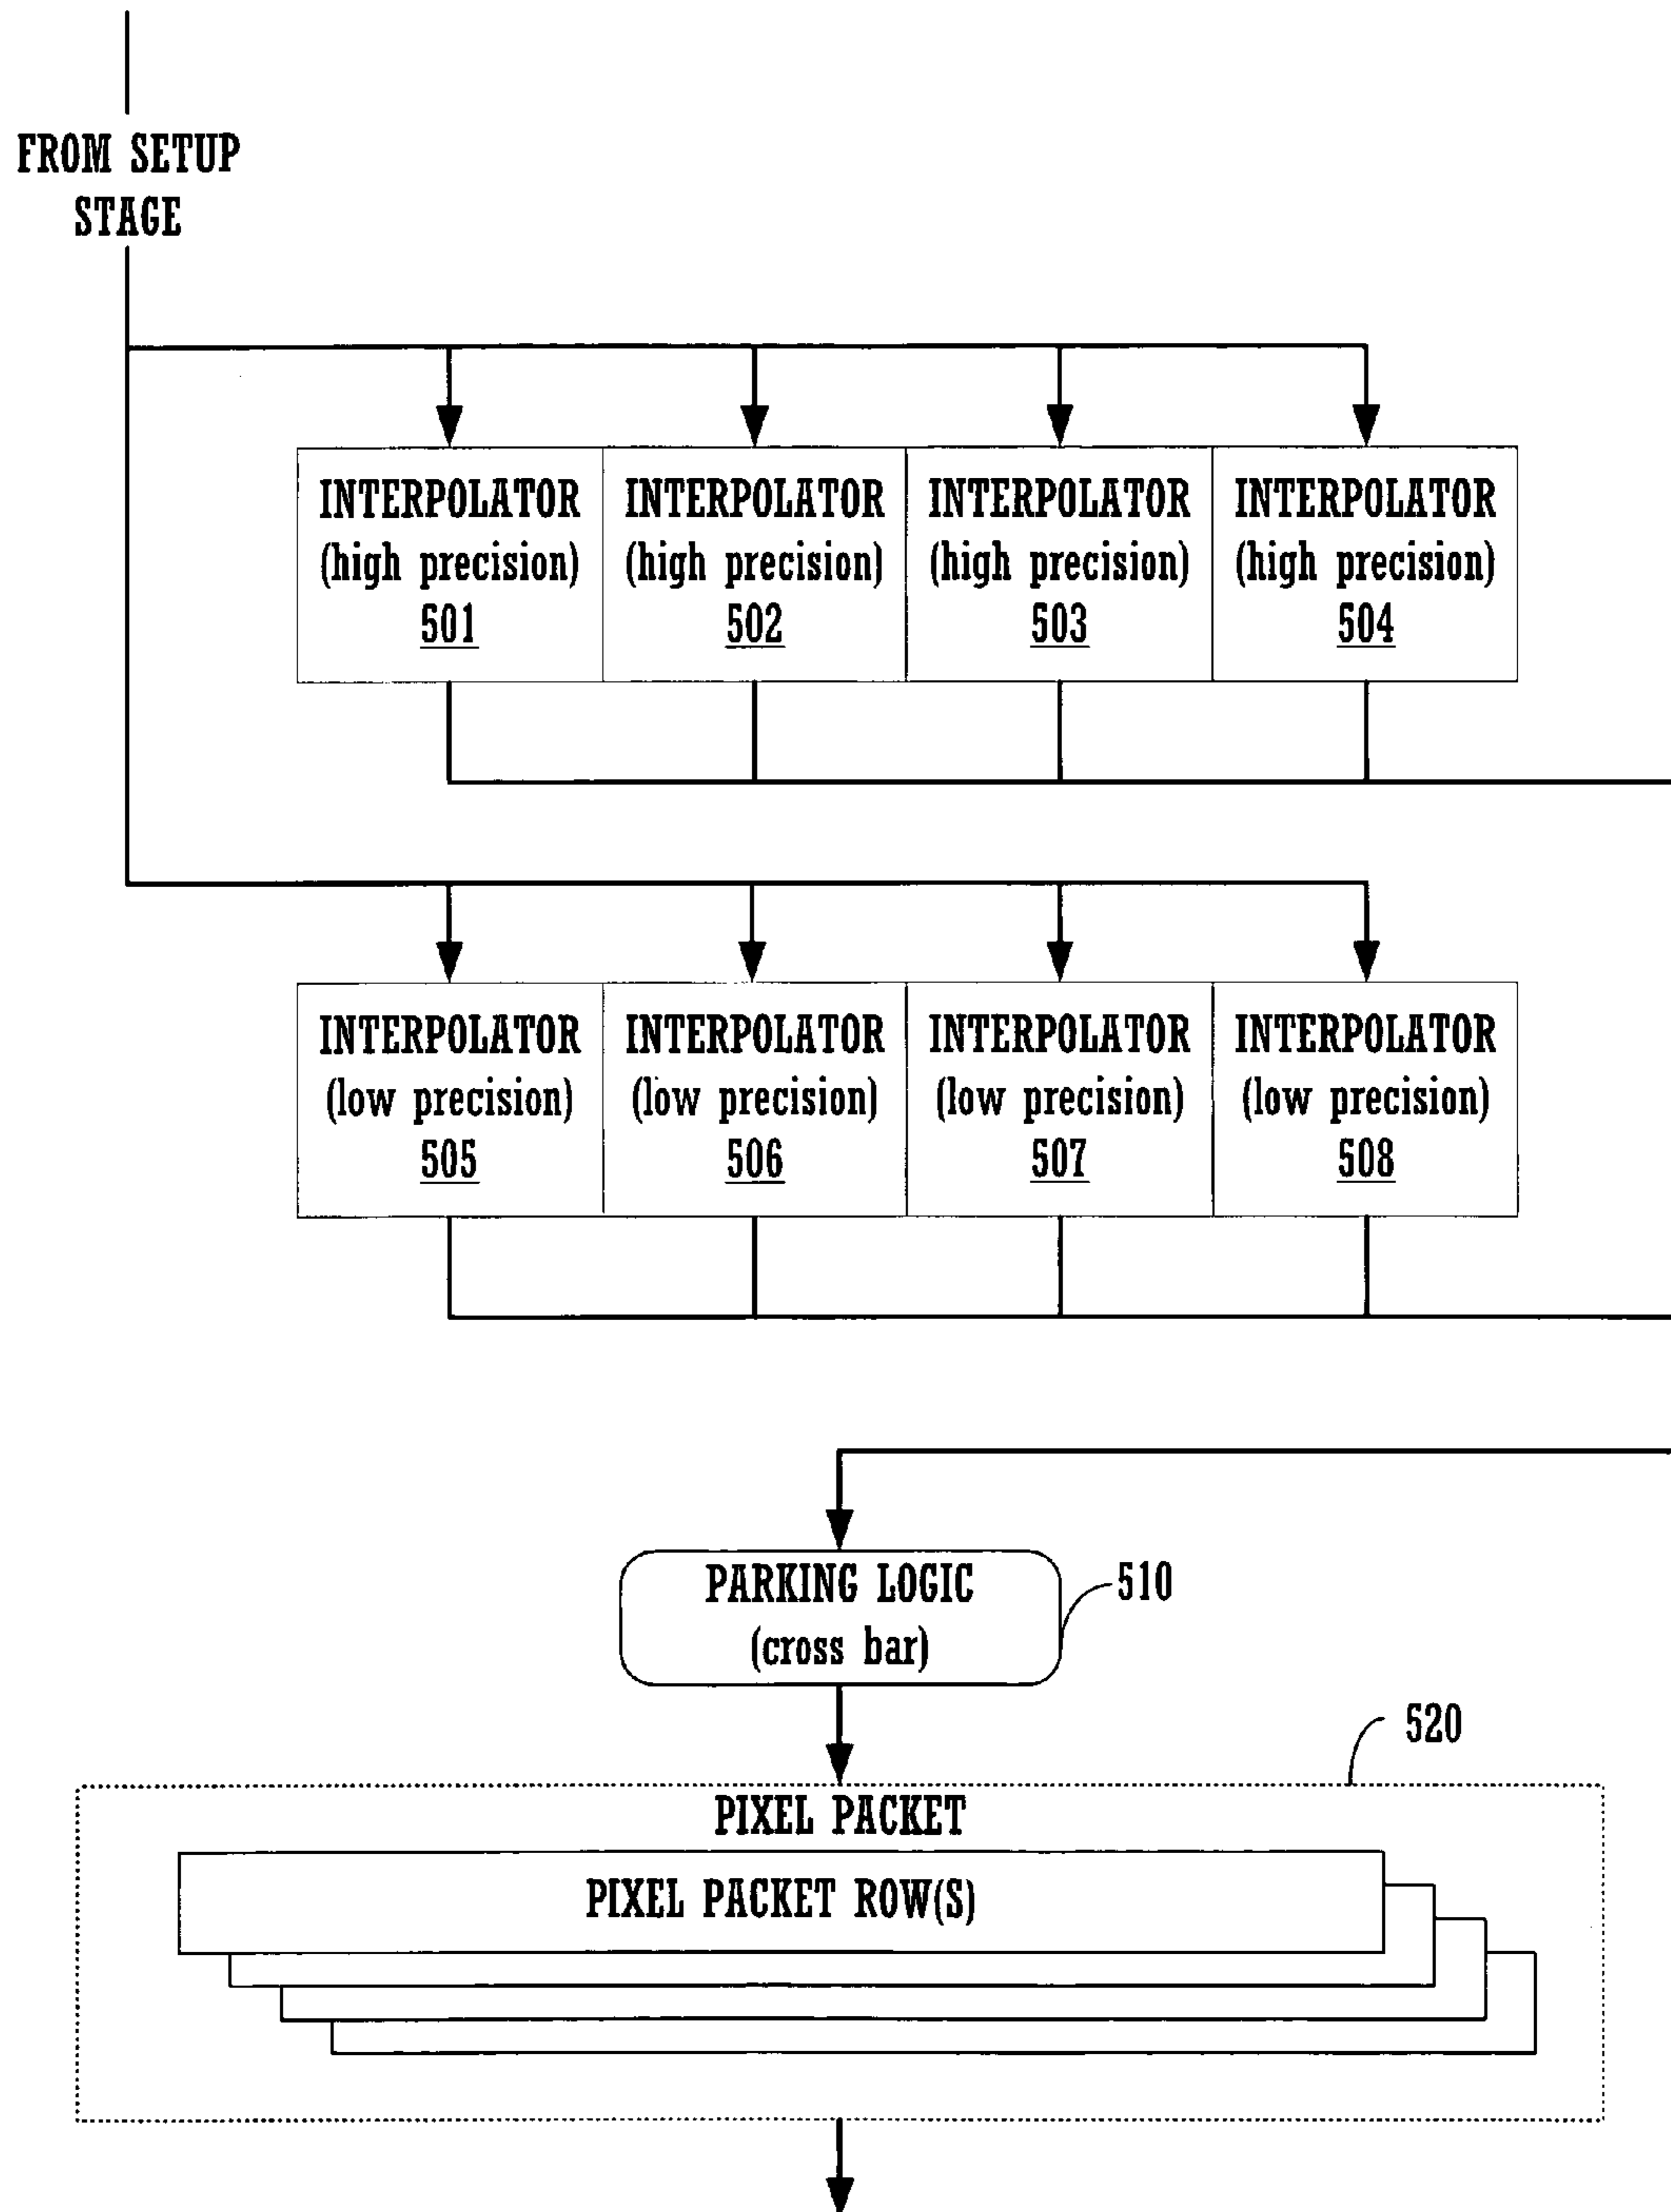 FROM SETUP
STAGE
INTERPOLATOR
(high precision)
501
INTERPOLATOR
(high precision)
502
INTERPOLATOR
(high precision)
503
INTERPOLATOR
(high precision)
504
INTERPOLATOR
(low precision)
505
INTERPOLATOR
(low precision)
506
INTERPOLATOR
(low precision)
507
INTERPOLATOR
(low precision)
508
PARKING LOGIC
(cross bar)
510
520
PIXEL PACKET
PIXEL PACKET ROW(S)